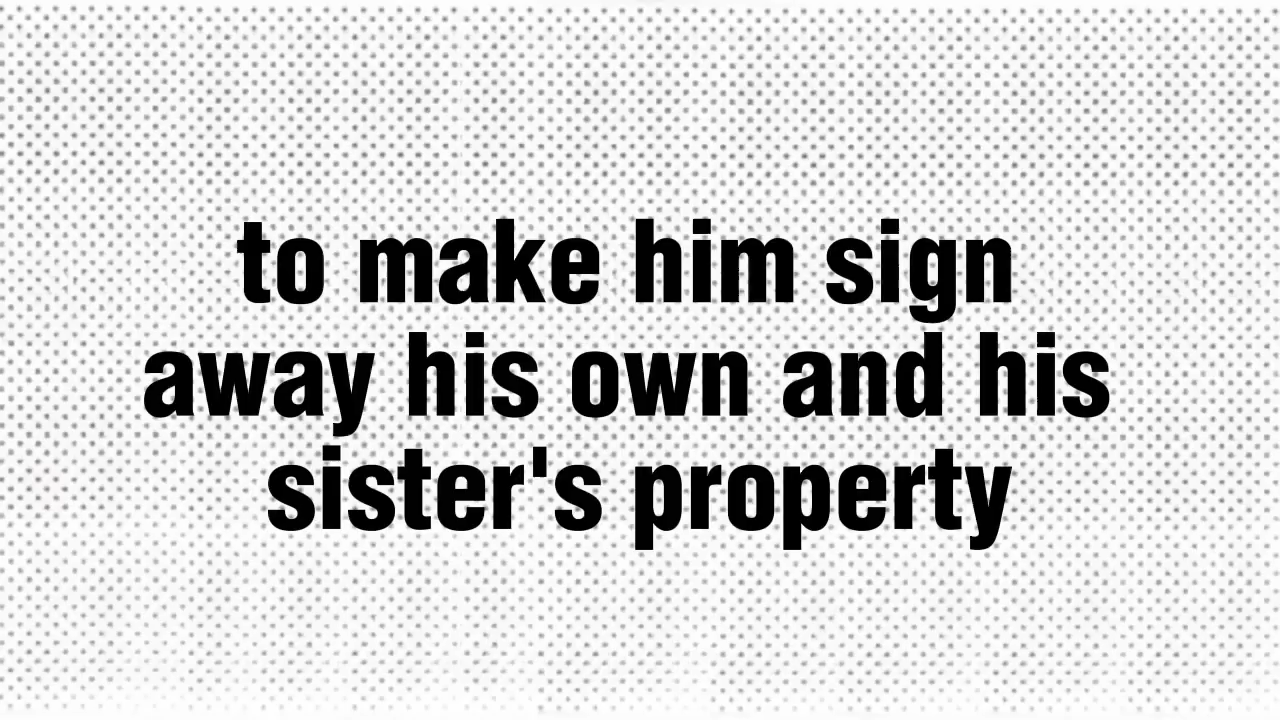 to make him sign
away his own and his
sister's property